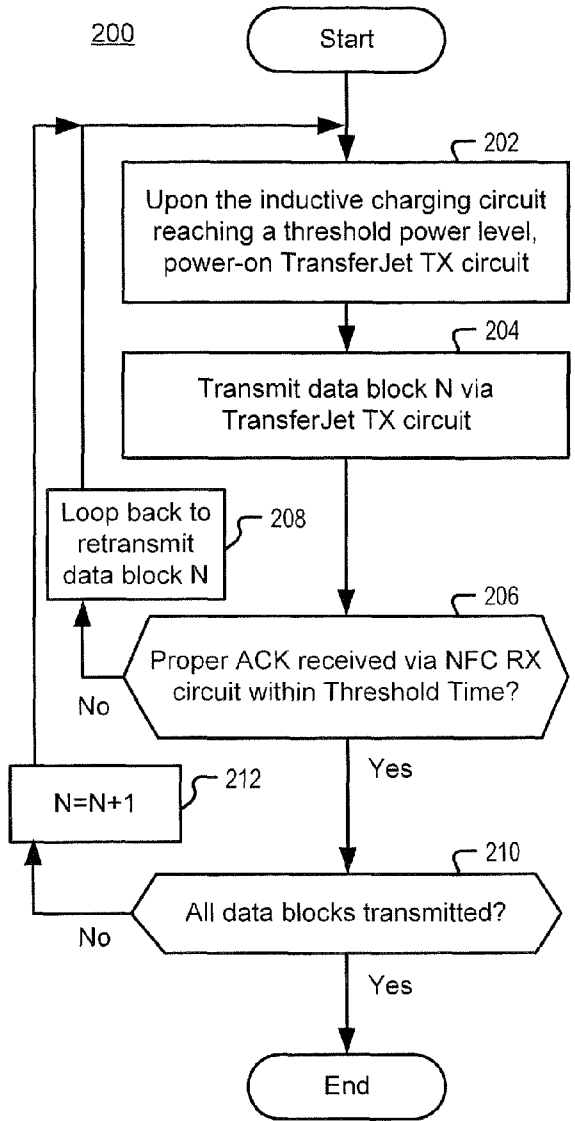 200
Start
202
Upon the inductive charging circuit
reaching a threshold power level,
power-on TransferJet TX circuit
204
Transmit data block N via
TransferJet TX circuit
Loop back to
retransmit
data block N
208
206
Proper ACK received via NFC RX
circuit within Threshold Time?
No
Yes
N=N+1
212
210
All data blocks transmitted?
No
Yes
End